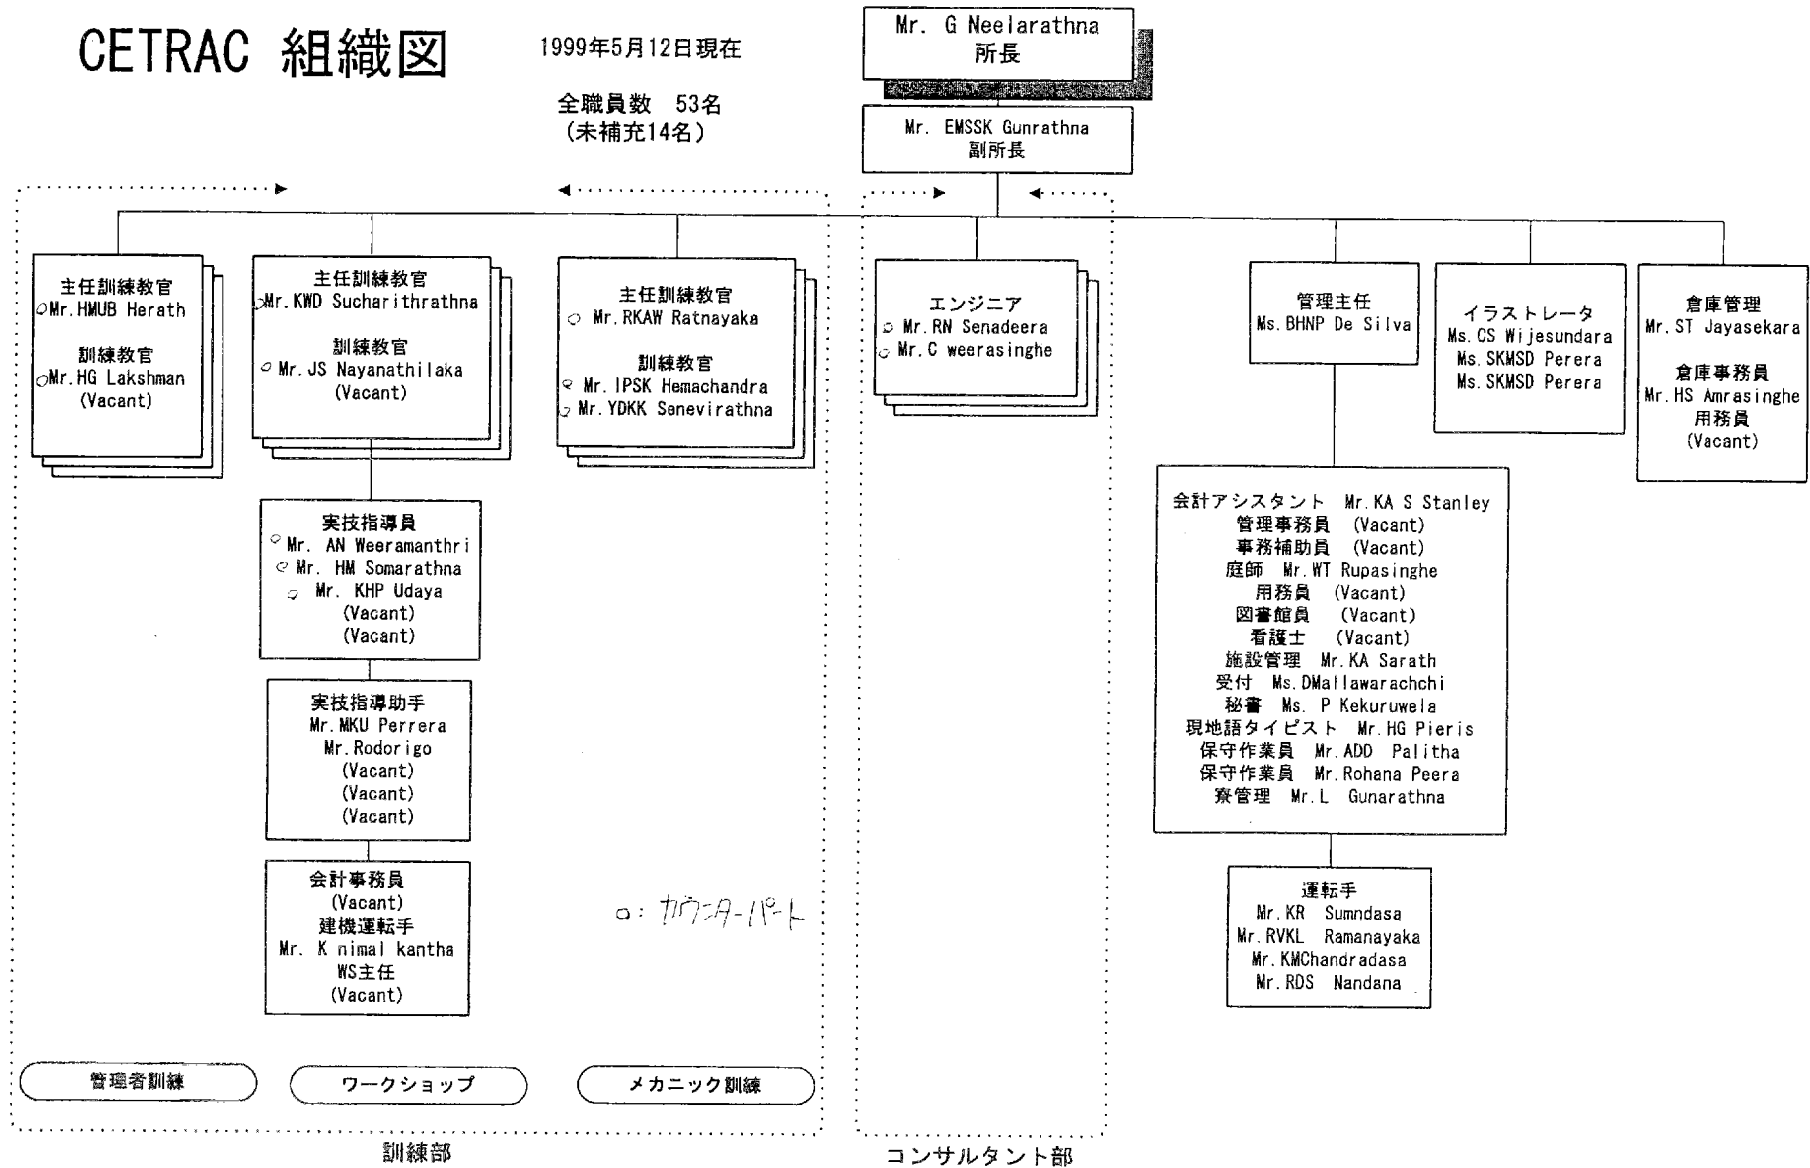 CETRAC 組織図
1999年5月12日現在
全職員数 53名
(未補充14名)
Mr. G Neelarathna
所長
Mr. EMSSK Gunrathna
副所長
主任訓練教官
Mr.HMUB Herath
訓練教官
Mr.HG Lakshman
(Vacant)
主任訓練教官
Mr.KWD Sucharithrathna
訓練教官
Mr.JS Nayanathilaka
(Vacant)
主任訓練教官
Mr.RKAW Ratnayaka
訓練教官
Mr.IPSK Hemachandra
Mr.YDKK Senevirathna
エンジニア
Mr.RN Senadeera
Mr.C weerasinghe
管理主任
Ms.BHNP De Silva
イラストレータ
Ms.CS Wijesundara
Ms.SKMSD Perera
Ms.SKMSD Perera
倉庫管理
Mr.ST Jayasekara
倉庫事務員
Mr.HS Amrasinghe
用務員
(Vacant)
実技指導員
Mr. AN Weeramanthri
Mr. HM Somarathna
Mr. KHP Udaya
(Vacant)
(Vacant)
実技指導助手
Mr.MKU Perrera
Mr.Rodorigo
(Vacant)
(Vacant)
(Vacant)
会計事務員
(Vacant)
建機運転手
Mr. K nimal kantha
WS主任
(Vacant)
会計アシスタント Mr.KA S Stanley
管理事務員 (Vacant)
事務補助員 (Vacant)
庭師 Mr.WT Rupasinghe
用務員 (Vacant)
図書館員 (Vacant)
看護士 (Vacant)
施設管理 Mr.KA Sarath
受付 Ms.DMallawarachchi
秘書 Ms. P Kekuruwela
現地語タイピスト Mr.HG Pieris
保守作業員 Mr.ADD Palitha
保守作業員 Mr.Rohana Peera
寮管理 Mr.L Gunarathna
運転手
Mr.KR Sumndasa
Mr.RVKL Ramanayaka
Mr.KMChandradasa
Mr.RDS Nandana
○: カウンターパート
管理者訓練
ワークショップ
メカニック訓練
訓練部
コンサルタント部